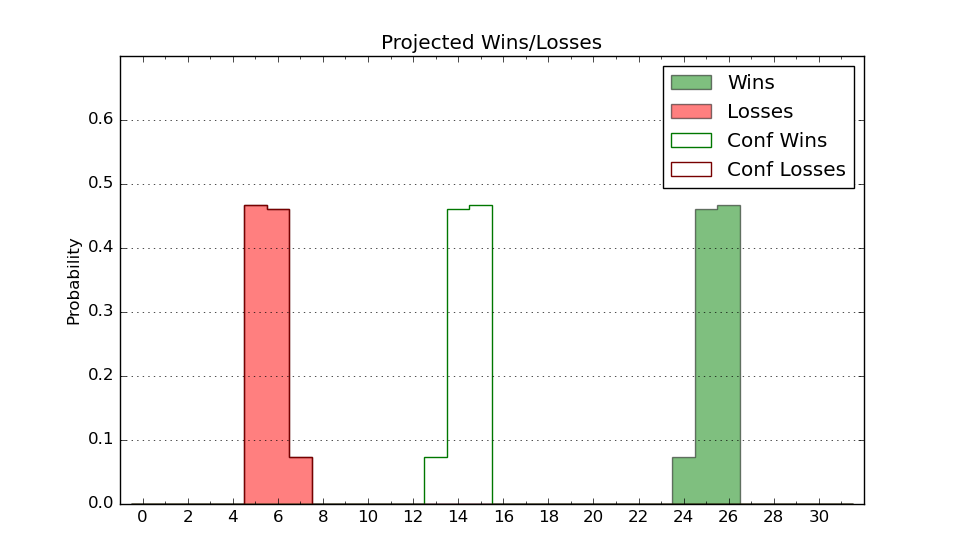 Projected Wins/Losses
Wins
Losses
Conf Wins
Conf Losses
Probability
0.6
0.5
0.4
0.3
0.2
0.1
0.0
0 2 4 6 8 10 12 14 16 18 20 22 24 26 28 30